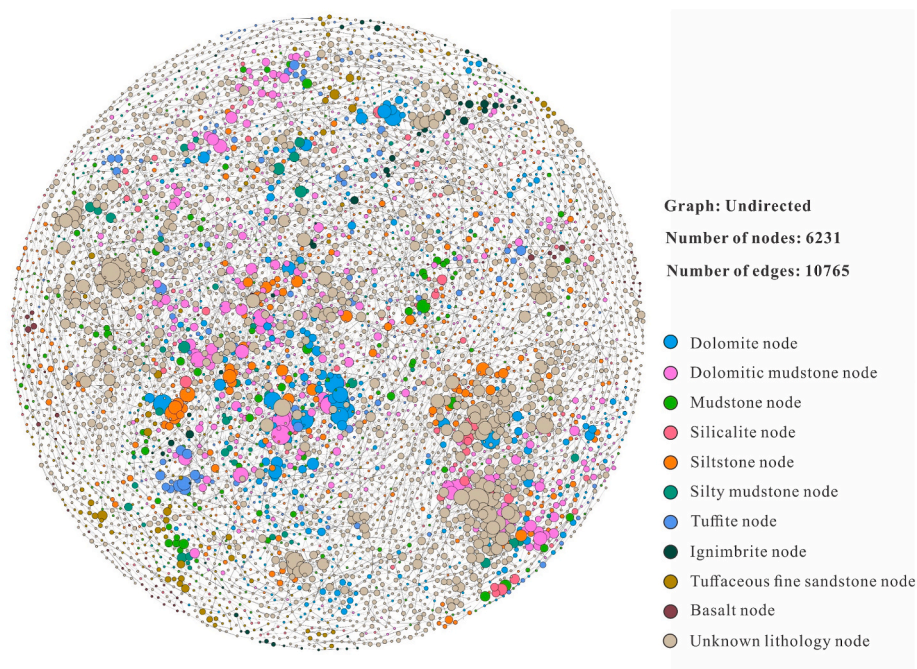 Graph: Undirected
Number of nodes: 6231
Number of edges: 10765
Dolomite node
Dolomitic mudstone node
Mudstone node
Silicalite node
Siltstone node
Silty mudstone node
Tuffite node
Ignimbrite node
Tuffaceous fine sandstone node
Basalt node
Unknown lithology node